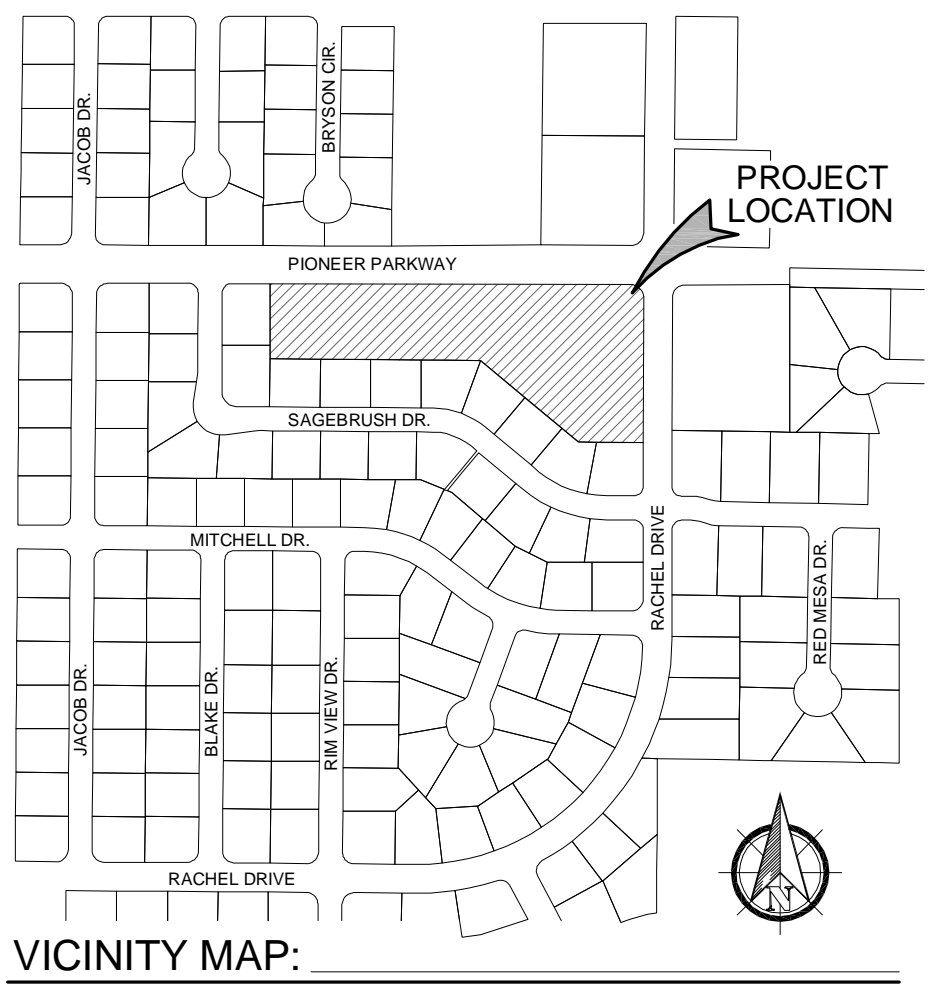 JACOB DR.
BRYSON CIR.
PROJECT
LOCATION
PIONEER PARKWAY
SAGEBRUSH DR.
MITCHELL DR.
RACHEL DRIVE
RED MESA DR.
JACOB DR.
BLAKE DR.
RIM VIEW DR.
RACHEL DRIVE
N
VICINITY MAP: